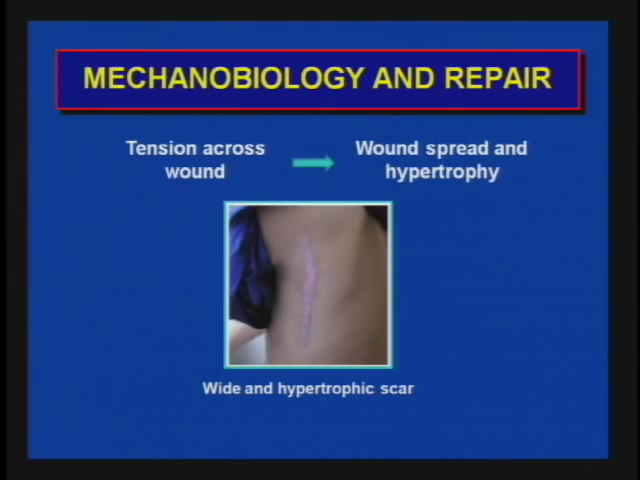 MECHANOBIOLOGY AND REPAIR
Tension across
wound
Wound spread and
hypertrophy
Wide and hypertrophic scar